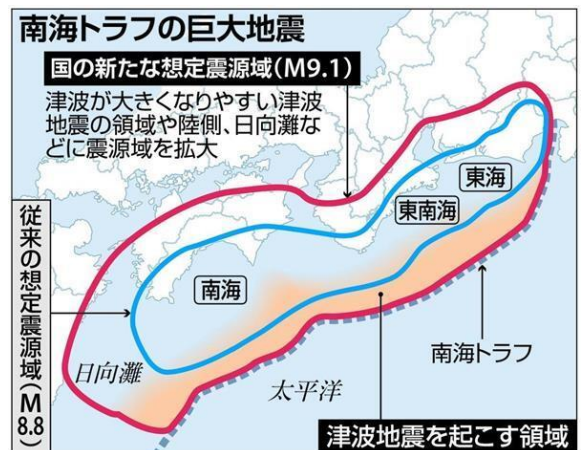 南海トラフの巨大地震
国の新たな想定震源域(M9.1)
津波が大きくなりやすい津波
地震の領域や陸側、日向灘な
どに震源域を拡大
東海
東南海
南海
従来の想定震源域(M8.8)
日向灘
太平洋
南海トラフ
津波地震を起こす領域